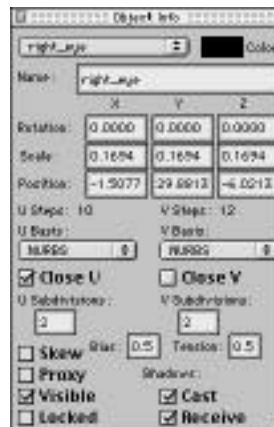 Object Info
right_eye Color
Name: right_eye
X Y Z
Rotation: 0.0000 0.0000 0.0000
Scale: 0.1694 0.1694 0.1694
Position: -1.5077 29.8913 -6.0213
U Steps: 10 V Steps: 12
U Basis: V Basis:
NURBS NURBS
Close U Close V
U Subdivisions: V Subdivisions:
2 2
Skew Bias: 0.5 Tension: 0.5
Proxy Shadows:
Visible Cast
Locked Receive